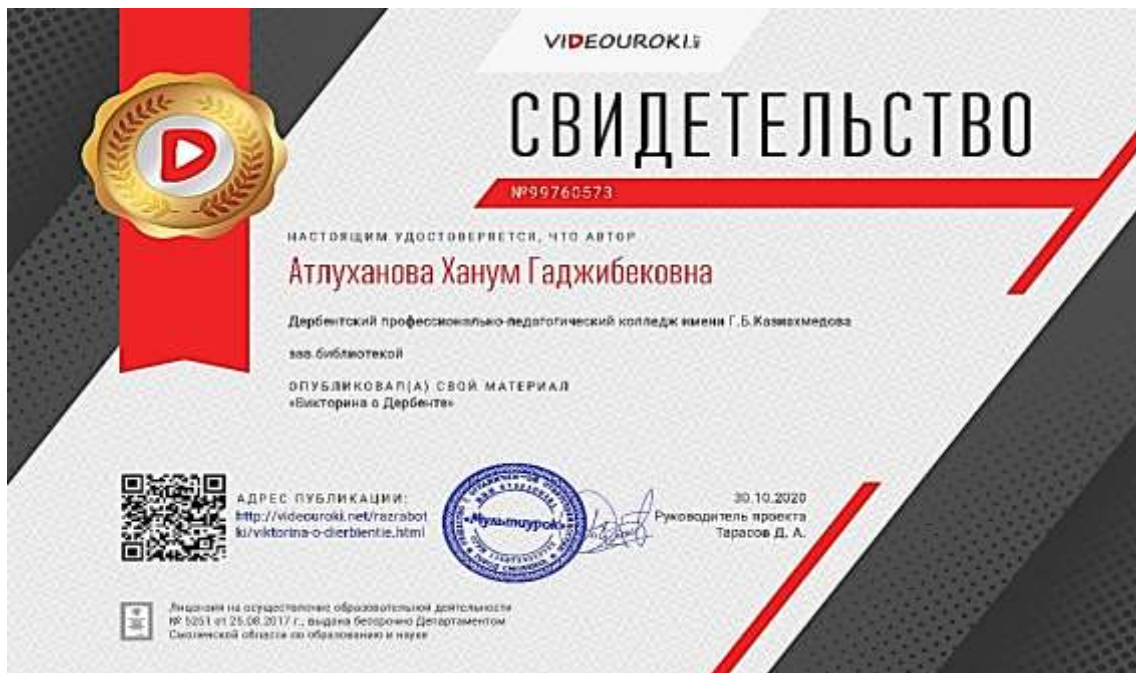 VIDEOUROKI.NET
СВИДЕТЕЛЬСТВО
№99760573
НАСТОЯЩИМ УДОСТОВЕРЯЕТСЯ, ЧТО АВТОР
Атлуханова Ханум Гаджибековна
Дербентский профессионально-педагогический колледж имени Г.Б.Казиахмедова
зав.библиотекой
ОПУБЛИКОВАЛ(А) СВОЙ МАТЕРИАЛ
«Викторина о Дербенте»
АДРЕС ПУБЛИКАЦИИ:
http://videouroki.net/razrabot
ki/viktorina-o-dierbientie.html
«Мультиурок»
30.10.2020
Руководитель проекта
Тарасов Д. А.
Лицензия на осуществление образовательной деятельности
№ 5251 от 25.08.2017 г., выдана бессрочно Департаментом
Смоленской области по образованию и науке